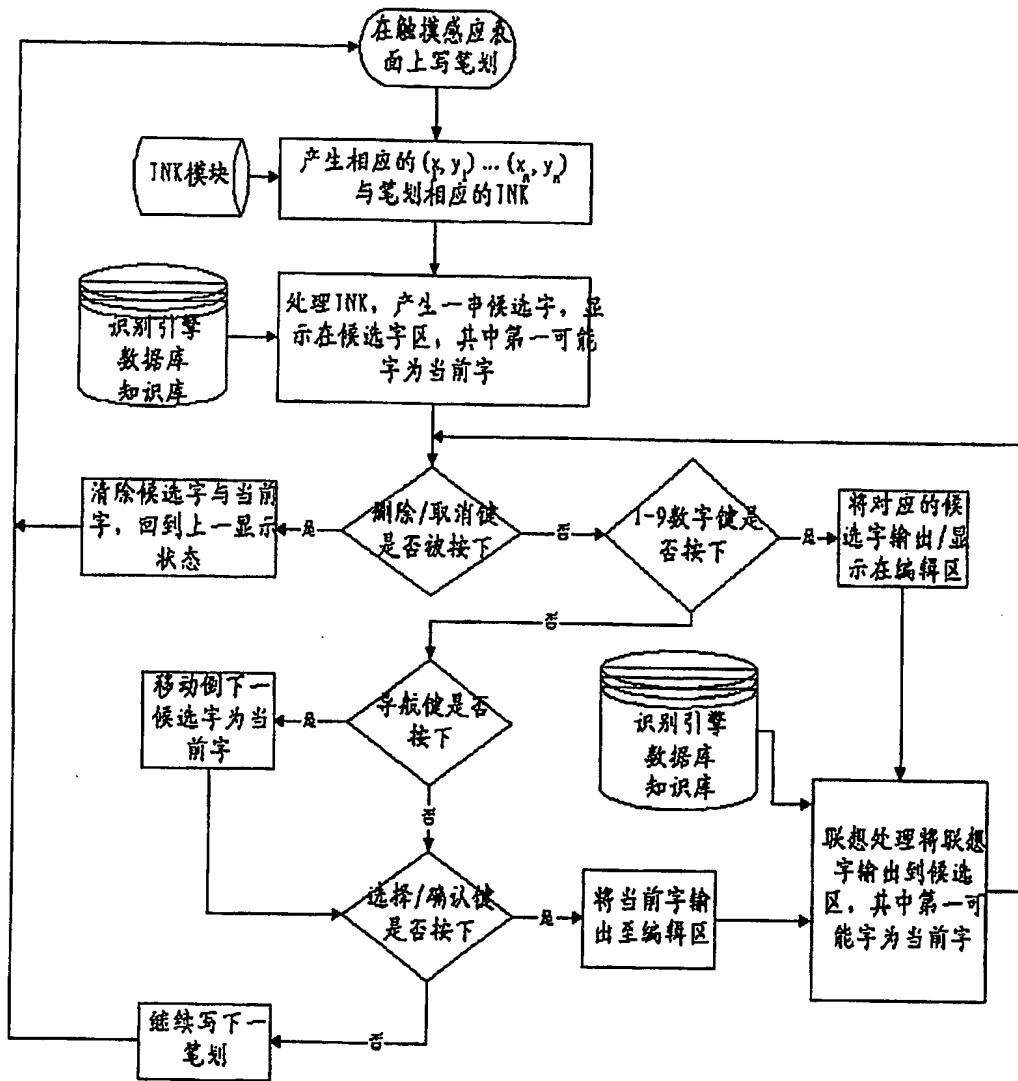 在触摸感应表
面上写笔划
INK模块
产生相应的(x₁,y₁)...(xₙ,yₙ)
与笔划相应的INK
识别引擎
数据库
知识库
处理INK，产生一串候选字，显
示在候选字区，其中第一可能
字为当前字
清除候选字与当前
字，回到上一显示
状态
是
删除/取消键
是否被按下
否
1-9数字键是
否按下
是
将对应的候
选字输出/显
示在编辑区
否
移动倒下一
候选字为当
前字
是
导航键是否
按下
识别引擎
数据库
知识库
否
联想处理将联想
字输出到候选
区，其中第一可
能字为当前字
选择/确认键
是否按下
是
将当前字输
出至编辑区
继续写下一
笔划
否